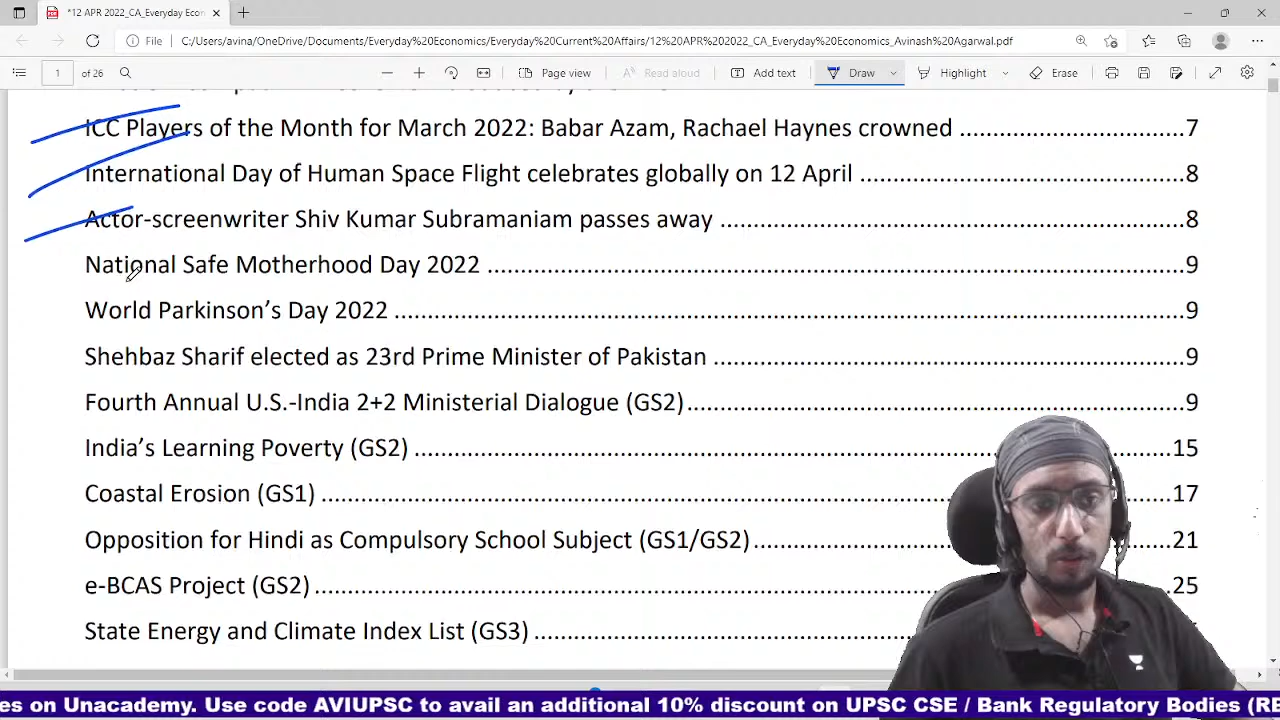 *12 APR 2022_CA_Everyday Econ
File C:/Users/avina/OneDrive/Documents/Everyday%20Economics/Everyday%20Current%20Affairs/12%20APR%202022_CA_Everyday%20Economics_Avinash%20Agarwal.pdf
1 of 26 Page view Read aloud Add text Draw Highlight Erase
ICC Players of the Month for March 2022: Babar Azam, Rachael Haynes crowned 7
International Day of Human Space Flight celebrates globally on 12 April 8
Actor-screenwriter Shiv Kumar Subramaniam passes away 8
National Safe Motherhood Day 2022 9
World Parkinson’s Day 2022 9
Shehbaz Sharif elected as 23rd Prime Minister of Pakistan 9
Fourth Annual U.S.-India 2+2 Ministerial Dialogue (GS2) 9
India’s Learning Poverty (GS2) 15
Coastal Erosion (GS1) 17
Opposition for Hindi as Compulsory School Subject (GS1/GS2) 21
e-BCAS Project (GS2) 25
State Energy and Climate Index List (GS3)
es on Unacademy. Use code AVIUPSC to avail an additional 10% discount on UPSC CSE / Bank Regulatory Bodies (RE